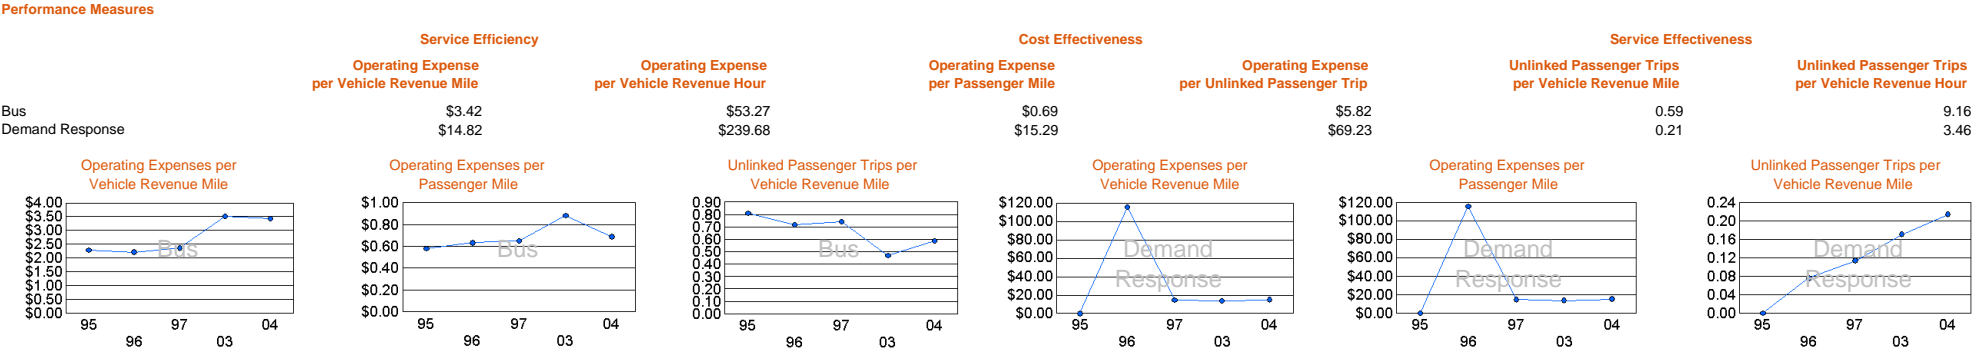 Performance Measures
Service Efficiency Cost Effectiveness Service Effectiveness
Operating Expense Operating Expense Operating Expense Operating Expense Unlinked Passenger Trips Unlinked Passenger Trips
per Vehicle Revenue Mile per Vehicle Revenue Hour per Passenger Mile per Unlinked Passenger Trip per Vehicle Revenue Mile per Vehicle Revenue Hour
Bus $3.42 $53.27 $0.69 $5.82 0.59 9.16
Demand Response $14.82 $239.68 $15.29 $69.23 0.21 3.46
Operating Expenses per
Vehicle Revenue Mile
$4.00
$3.50
$3.00
$2.50
$2.00
$1.50
$1.00
$0.50
$0.00
Bus
95 97 04
96 03
Operating Expenses per
Passenger Mile
$1.00
$0.80
$0.60
$0.40
$0.20
$0.00
Bus
95 97 04
96 03
Unlinked Passenger Trips per
Vehicle Revenue Mile
0.90
0.80
0.70
0.60
0.50
0.40
0.30
0.20
0.10
0.00
Bus
95 97 04
96 03
Operating Expenses per
Vehicle Revenue Mile
$120.00
$100.00
$80.00
$60.00
$40.00
$20.00
$0.00
Demand
Response
95 97 04
96 03
Operating Expenses per
Passenger Mile
$120.00
$100.00
$80.00
$60.00
$40.00
$20.00
$0.00
Demand
Response
95 97 04
96 03
Unlinked Passenger Trips per
Vehicle Revenue Mile
0.24
0.20
0.16
0.12
0.08
0.04
0.00
Demand
Response
95 97 04
96 03